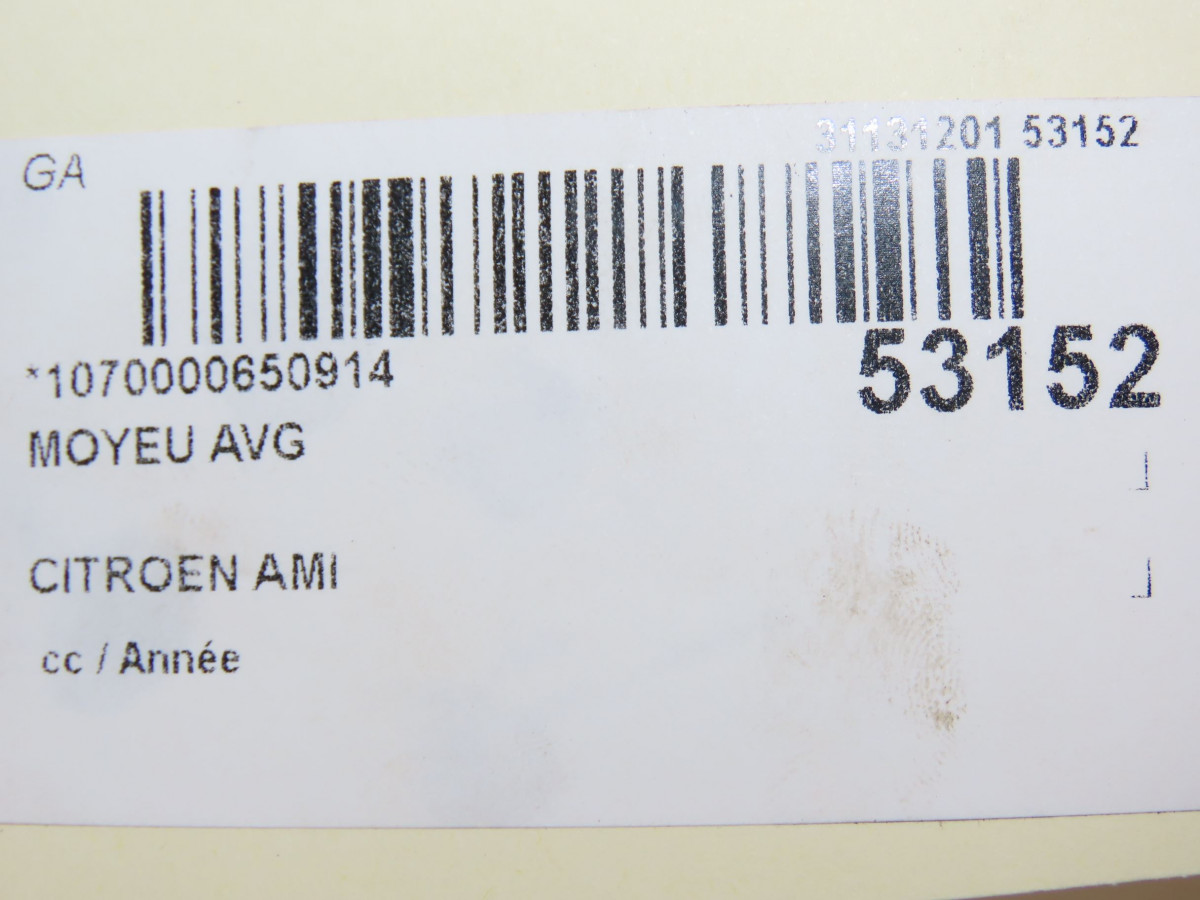 31131201 53152
GA
*1070000650914
53152
MOYEU AVG
CITROEN AMI
cc / Année